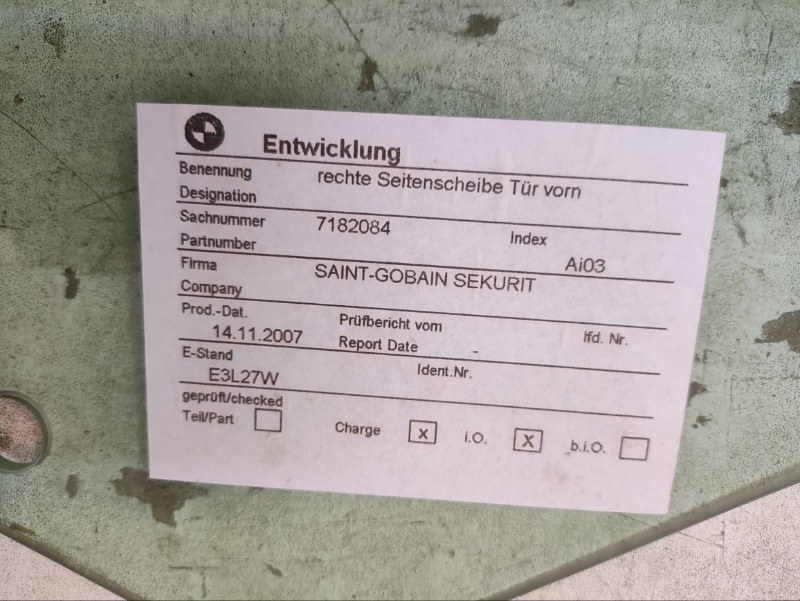 Entwicklung
Benennung rechte Seitenscheibe Tür vorn
Designation
Sachnummer 7182084 Index
Partnumber Ai03
Firma SAINT-GOBAIN SEKURIT
Company
Prod.-Dat. Prüfbericht vom lfd. Nr.
14.11.2007 Report Date -
E-Stand Ident.Nr.
E3L27W
geprüft/checked
Teil/Part Charge x i.O. x b.i.O.